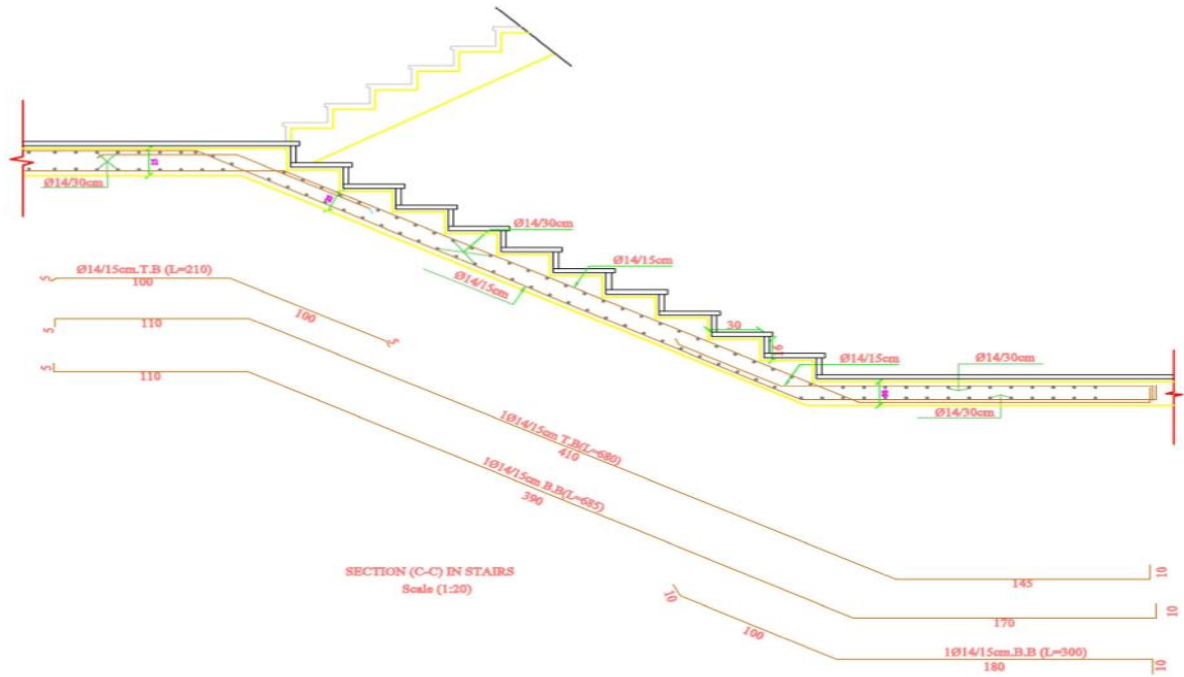 Ø14/30cm
15
Ø14/30cm
Ø14/15cm
Ø14/15cm
30
16
Ø14/15cm
Ø14/30cm
Ø14/30cm
Ø14/15cm.T.B (L=210)
5
100
100
5
5
110
5
110
1Ø14/15cm T.B(L=680)
410
1Ø14/15cm B.B(L=685)
390
SECTION (C-C) IN STAIRS
Scale (1:20)
145
10
170
10
10
100
1Ø14/15cm.B.B (L=300)
180
10